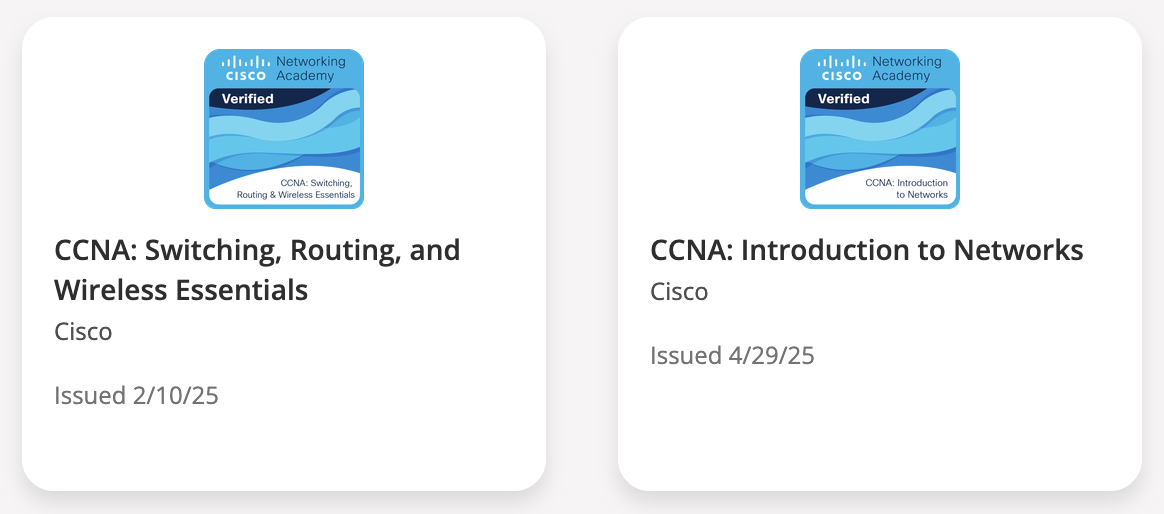 CISCO Networking Academy
Verified
CCNA: Switching,
Routing & Wireless Essentials
CCNA: Switching, Routing, and
Wireless Essentials
Cisco
Issued 2/10/25
CISCO Networking Academy
Verified
CCNA: Introduction
to Networks
CCNA: Introduction to Networks
Cisco
Issued 4/29/25